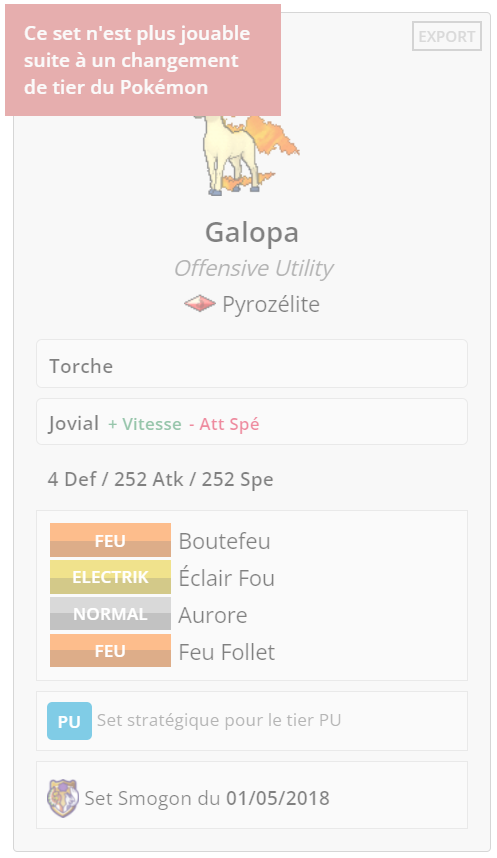 Ce set n'est plus jouable
suite à un changement
de tier du Pokémon
EXPORT
Galopa
Offensive Utility
Pyrozélite
Torche
Jovial + Vitesse - Att Spé
4 Def / 252 Atk / 252 Spe
FEU Boutefeu
ELECTRIK Éclair Fou
NORMAL Aurore
FEU Feu Follet
PU Set stratégique pour le tier PU
Set Smogon du 01/05/2018